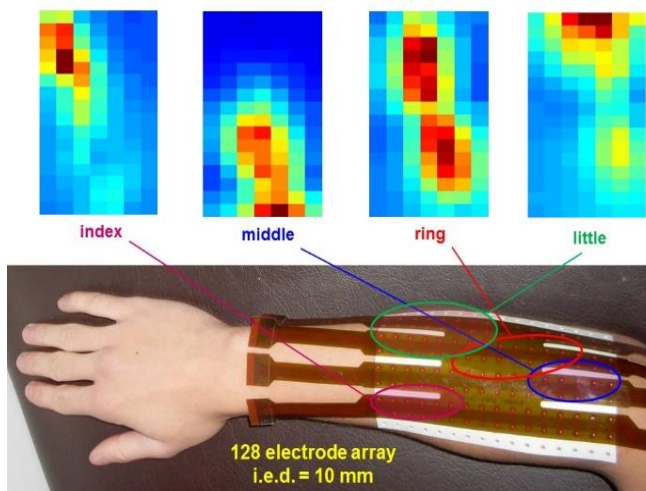 index
middle
ring
little
128 electrode array
i.e.d. = 10 mm